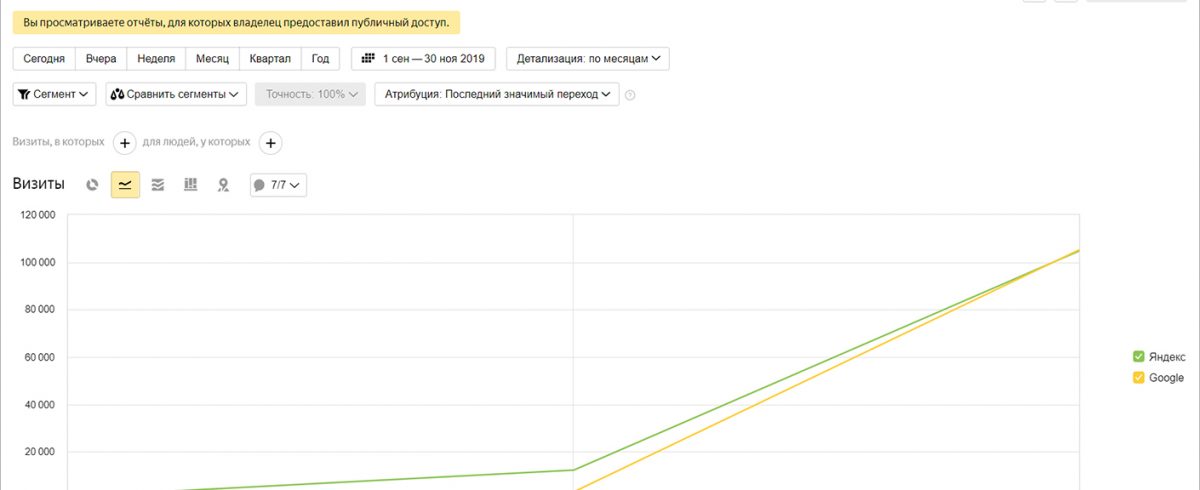 Вы просматриваете отчёты, для которых владелец предоставил публичный доступ.
Сегодня Вчера Неделя Месяц Квартал Год 1 сен — 30 ноя 2019 Детализация: по месяцам
Сегмент Сравнить сегменты Точность: 100% Атрибуция: Последний значимый переход ?
Визиты, в которых + для людей, у которых +
Визиты 7/7
120 000
100 000
80 000
60 000
40 000
20 000
Яндекс
Google